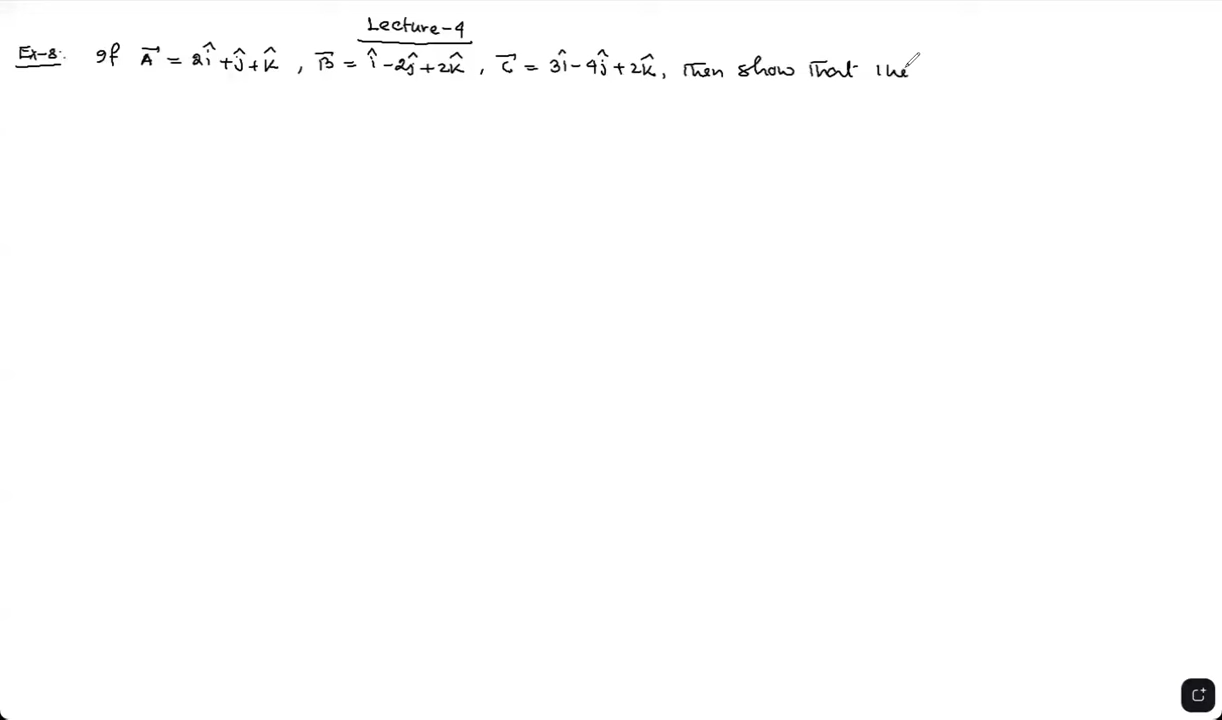 Lecture-4
Ex-8:. If A⃗ = 2î + ĵ + k̂ , B⃗ = î - 2ĵ + 2k̂ , C⃗ = 3î - 4ĵ + 2k̂ , Then show That the